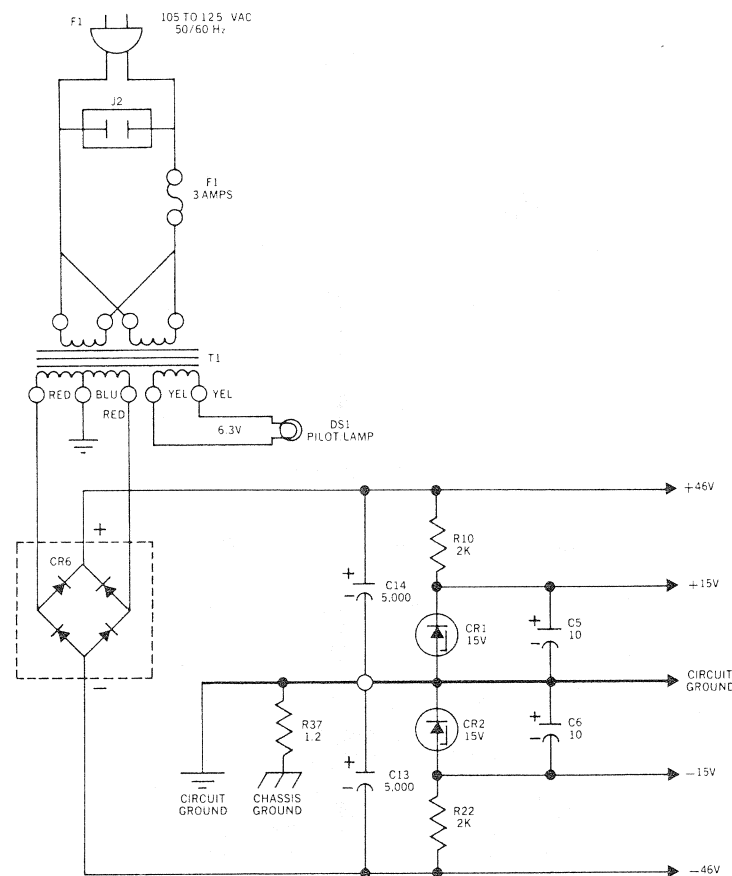 F1
105 TO 125 VAC
50/60 Hz
J2
F1
3 AMPS
T1
RED
BLU
YEL
YEL
RED
6.3V
DS1
PILOT LAMP
+46V
+
CR6
R10
2K
+
C14
5,000
−
+15V
CR1
15V
+
C5
10
−
−
CIRCUIT
GROUND
R37
1.2
CR2
15V
+
C6
10
−
+
C13
5,000
−
−15V
CIRCUIT
GROUND
CHASSIS
GROUND
R22
2K
−46V